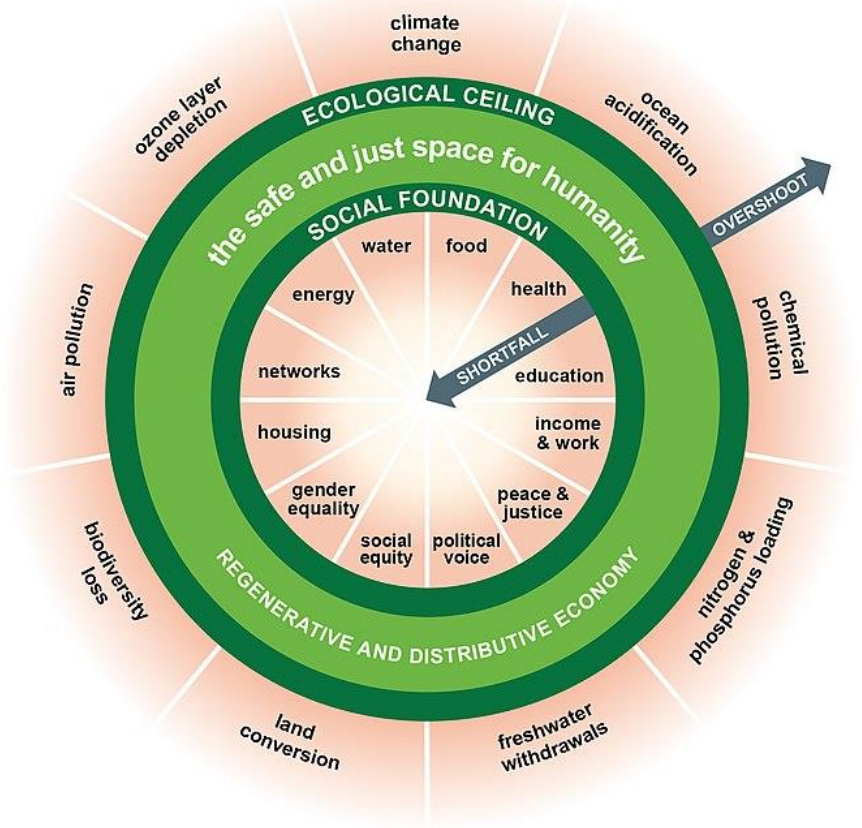 climate
change
ocean
acidification
chemical
pollution
nitrogen &
phosphorus loading
freshwater
withdrawals
land
conversion
biodiversity
loss
air pollution
ozone layer
depletion
OVERSHOOT
ECOLOGICAL CEILING
the safe and just space for humanity
SOCIAL FOUNDATION
water
food
health
SHORTFALL
education
income
& work
peace &
justice
political
voice
social
equity
gender
equality
housing
networks
energy
REGENERATIVE AND DISTRIBUTIVE ECONOMY